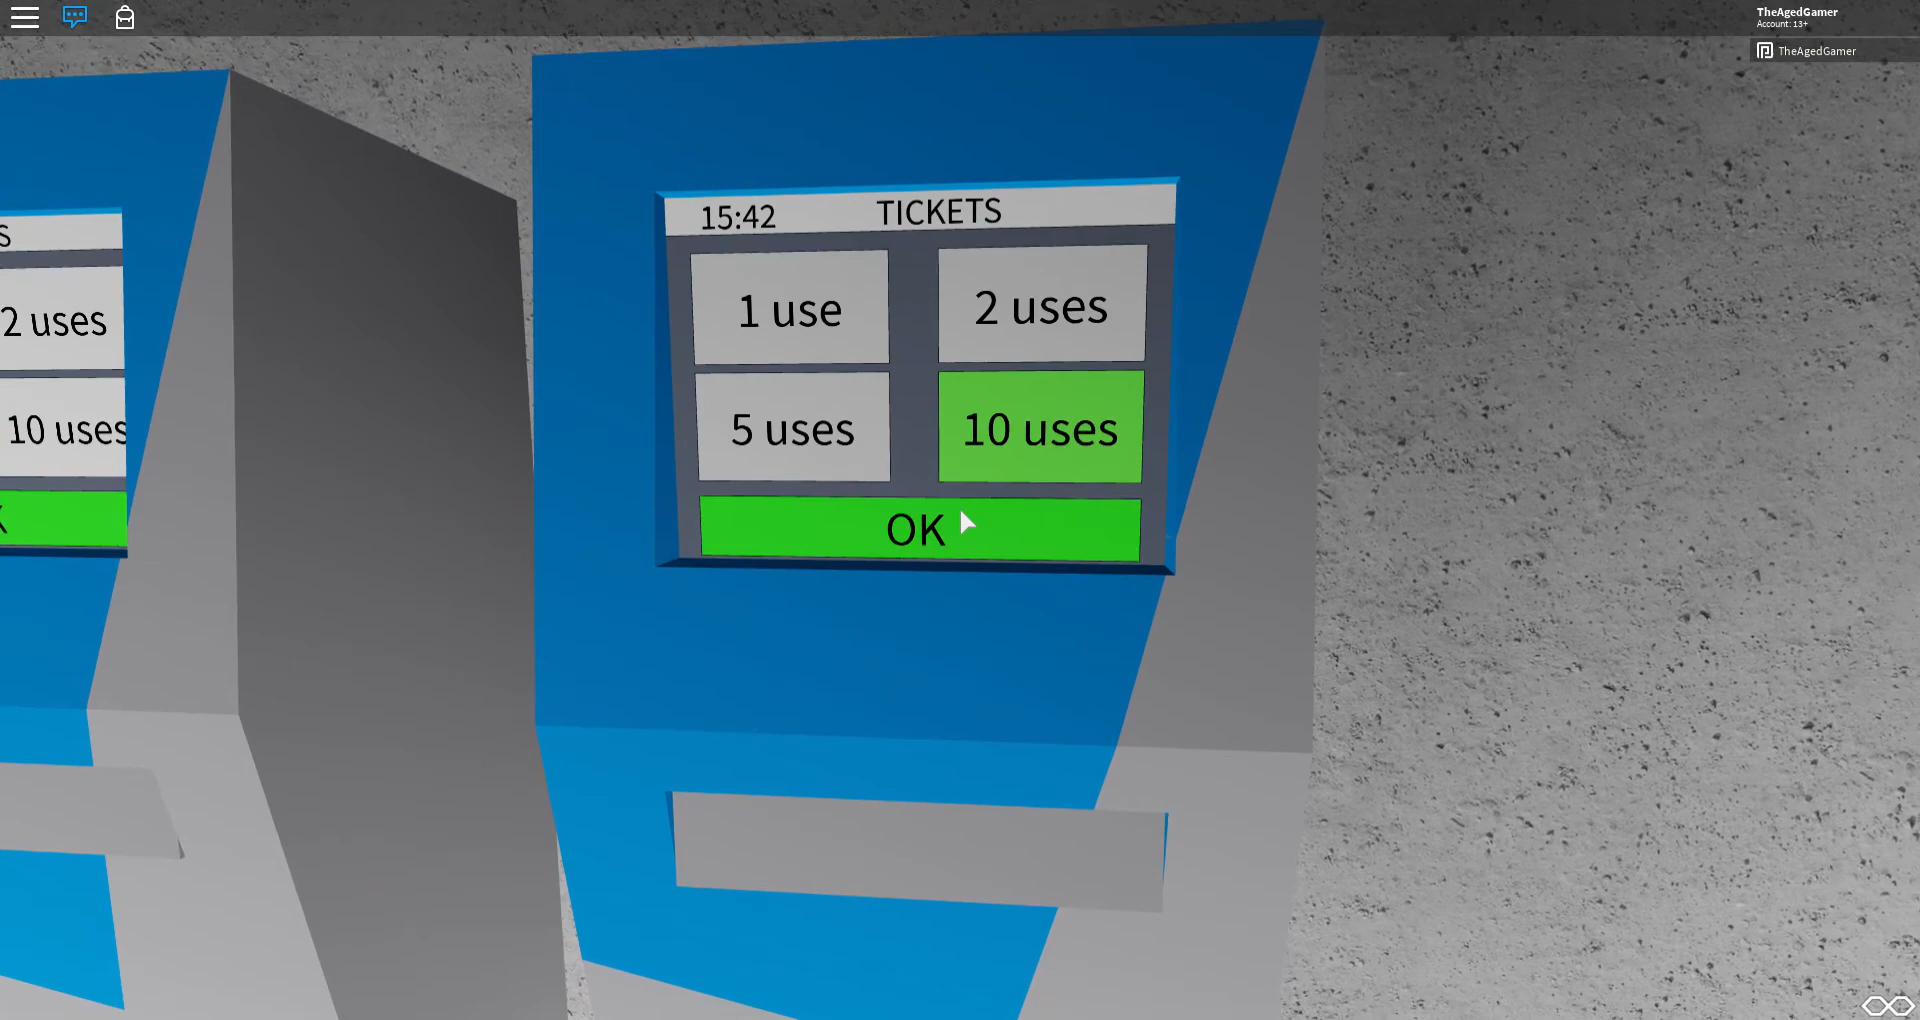 TheAgedGamer
Account: 13+
TheAgedGamer
15:42 TICKETS
1 use
2 uses
5 uses
10 uses
OK
S
2 uses
10 uses
K